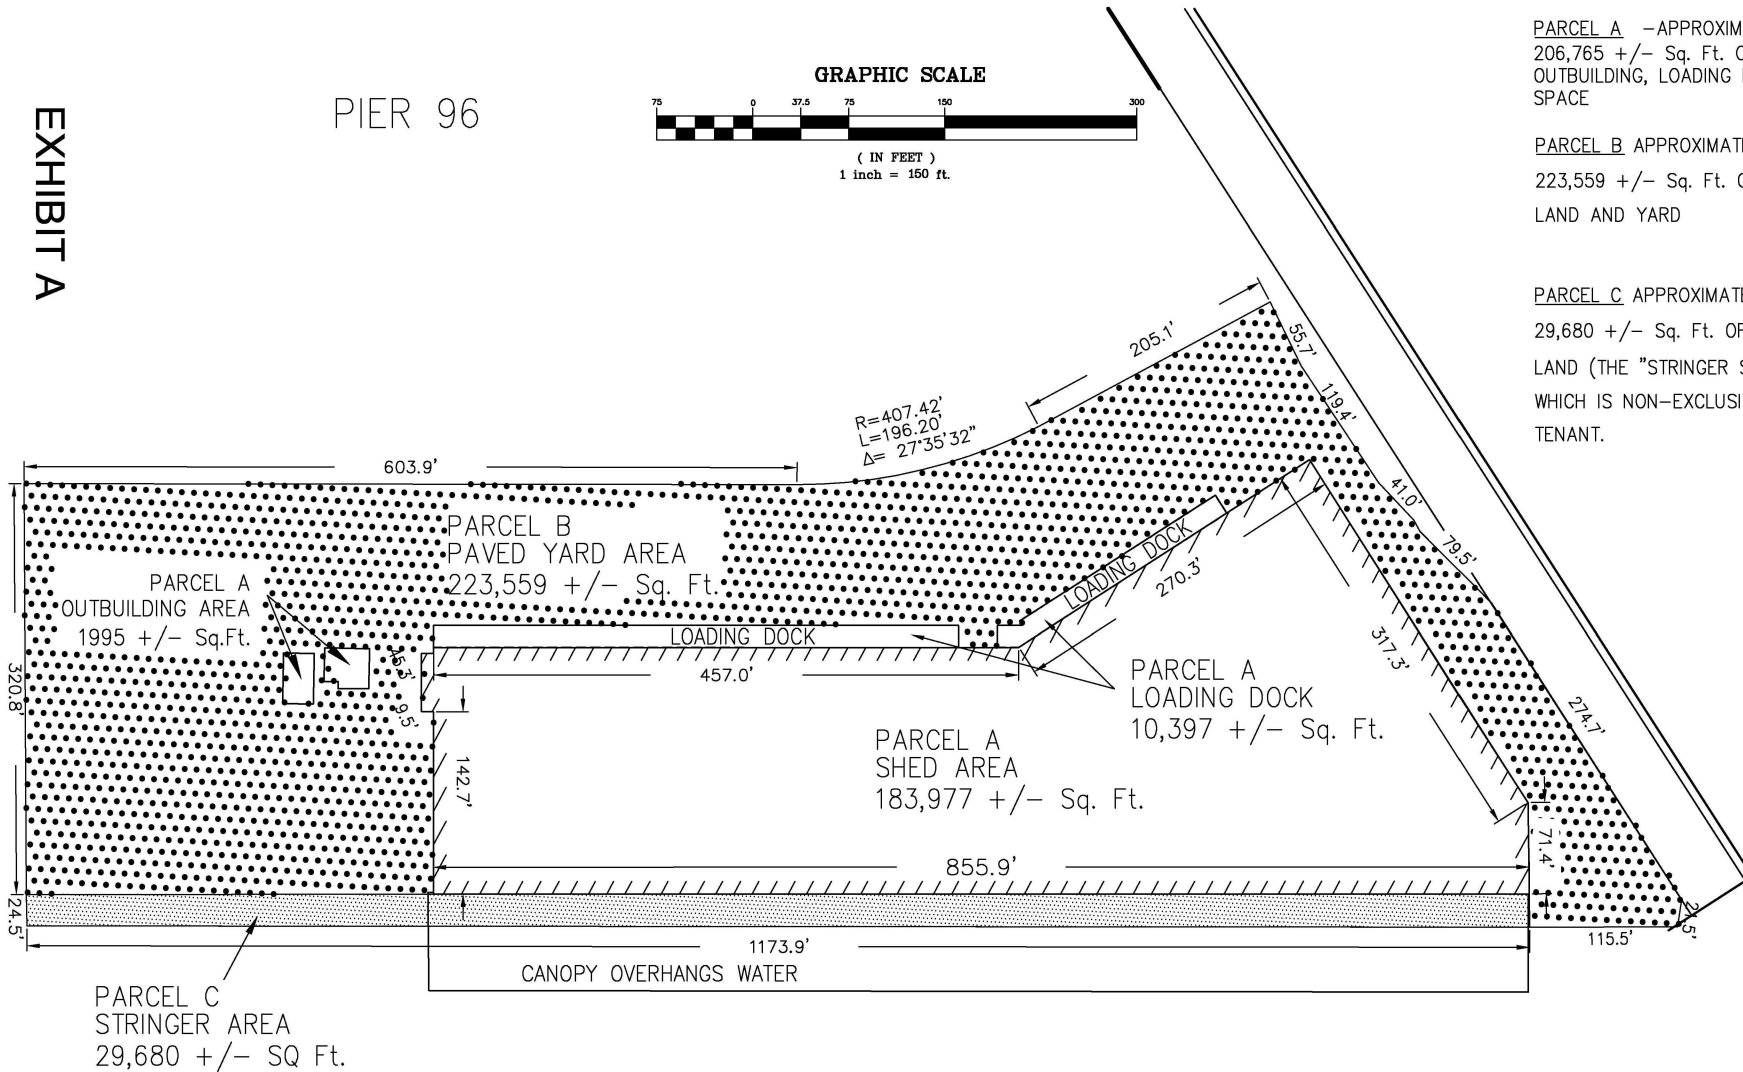 EXHIBIT A
PIER 96
GRAPHIC SCALE
75 0 37.5 75 150 300
( IN FEET )
1 inch = 150 ft.
PARCEL A -APPROXIM
206,765 +/- Sq. Ft.
OUTBUILDING, LOADING
SPACE
PARCEL B APPROXIMAT
223,559 +/- Sq. Ft.
LAND AND YARD
PARCEL C APPROXIMATE
29,680 +/- Sq. Ft. OF
LAND (THE "STRINGER S
WHICH IS NON-EXCLUSI
TENANT.
205.1'
55.7'
119.4'
R=407.42'
L=196.20'
Δ= 27°35'32"
603.9'
41.0'
79.5'
PARCEL B
PAVED YARD AREA
223,559 +/- Sq. Ft.
PARCEL A
OUTBUILDING AREA
1995 +/- Sq.Ft.
LOADING DOCK
LOADING DOCK
270.3'
317.3'
274.7'
45.3'
9.5'
457.0'
320.8'
PARCEL A
LOADING DOCK
10,397 +/- Sq. Ft.
PARCEL A
SHED AREA
183,977 +/- Sq. Ft.
142.7'
71.4'
855.9'
24.5'
1173.9'
115.5'
CANOPY OVERHANGS WATER
PARCEL C
STRINGER AREA
29,680 +/- SQ Ft.